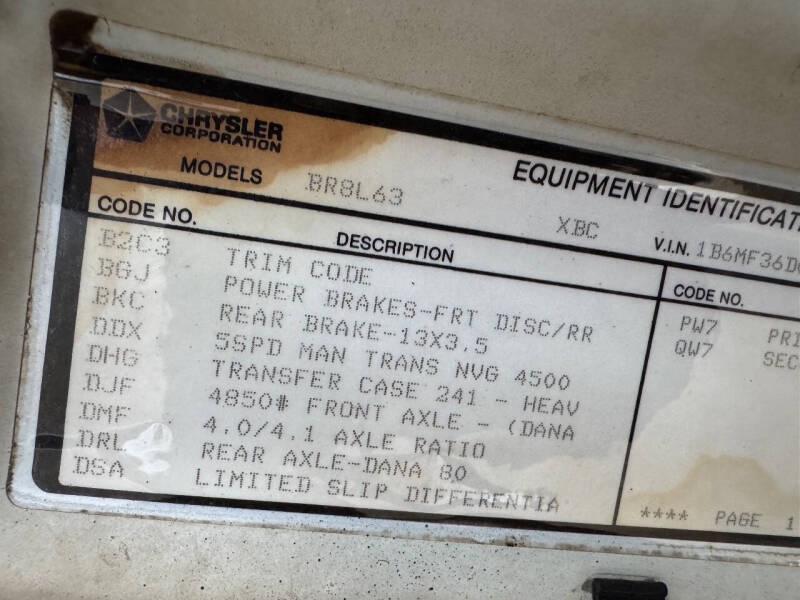 CHRYSLER
CORPORATION
MODELS BR8L63
EQUIPMENT
XBC V.I.N. 1B6MF36D
CODE NO. DESCRIPTION CODE NO.
B2C3 TRIM CODE
BGJ POWER BRAKES-FRT DISC/RR
BKC REAR BRAKE-13X3.5
DDX 5SPD MAN TRANS NVG 4500
DHG TRANSFER CASE 241 - HEAV
DJF 4850# FRONT AXLE - (DANA
DMF 4.0/4.1 AXLE RATIO
DRL REAR AXLE-DANA 80
DSA LIMITED SLIP DIFFERENTIA
PW7 PRI
QW7 SEC
**** PAGE 1